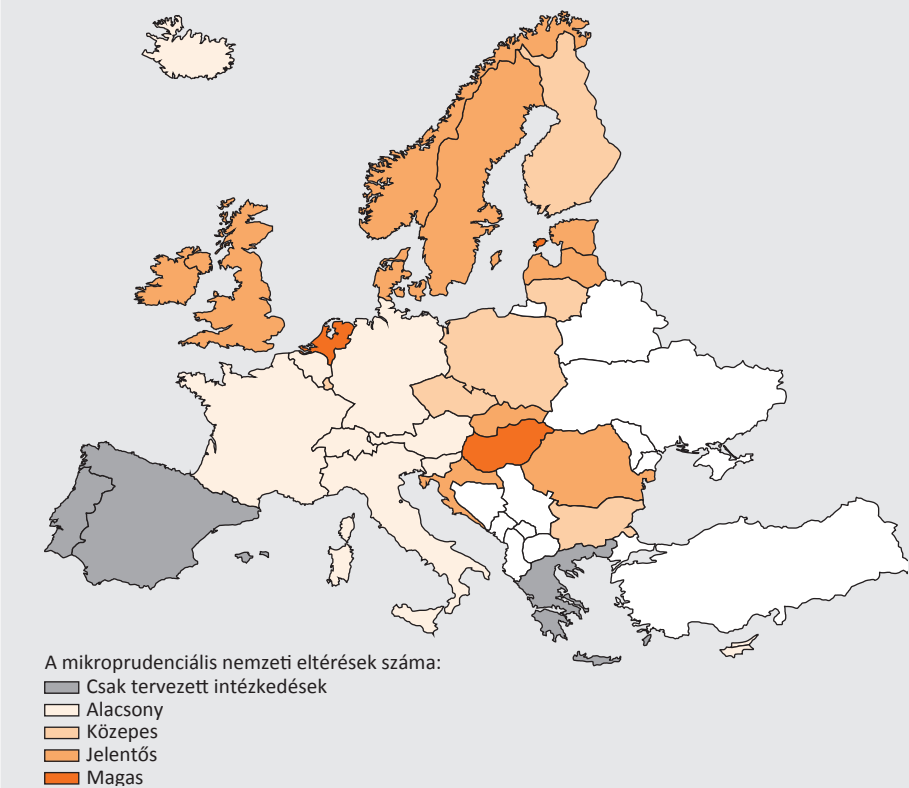 A mikroprudenciális nemzeti eltérések száma:
Csak tervezett intézkedések
Alacsony
Közepes
Jelentős
Magas